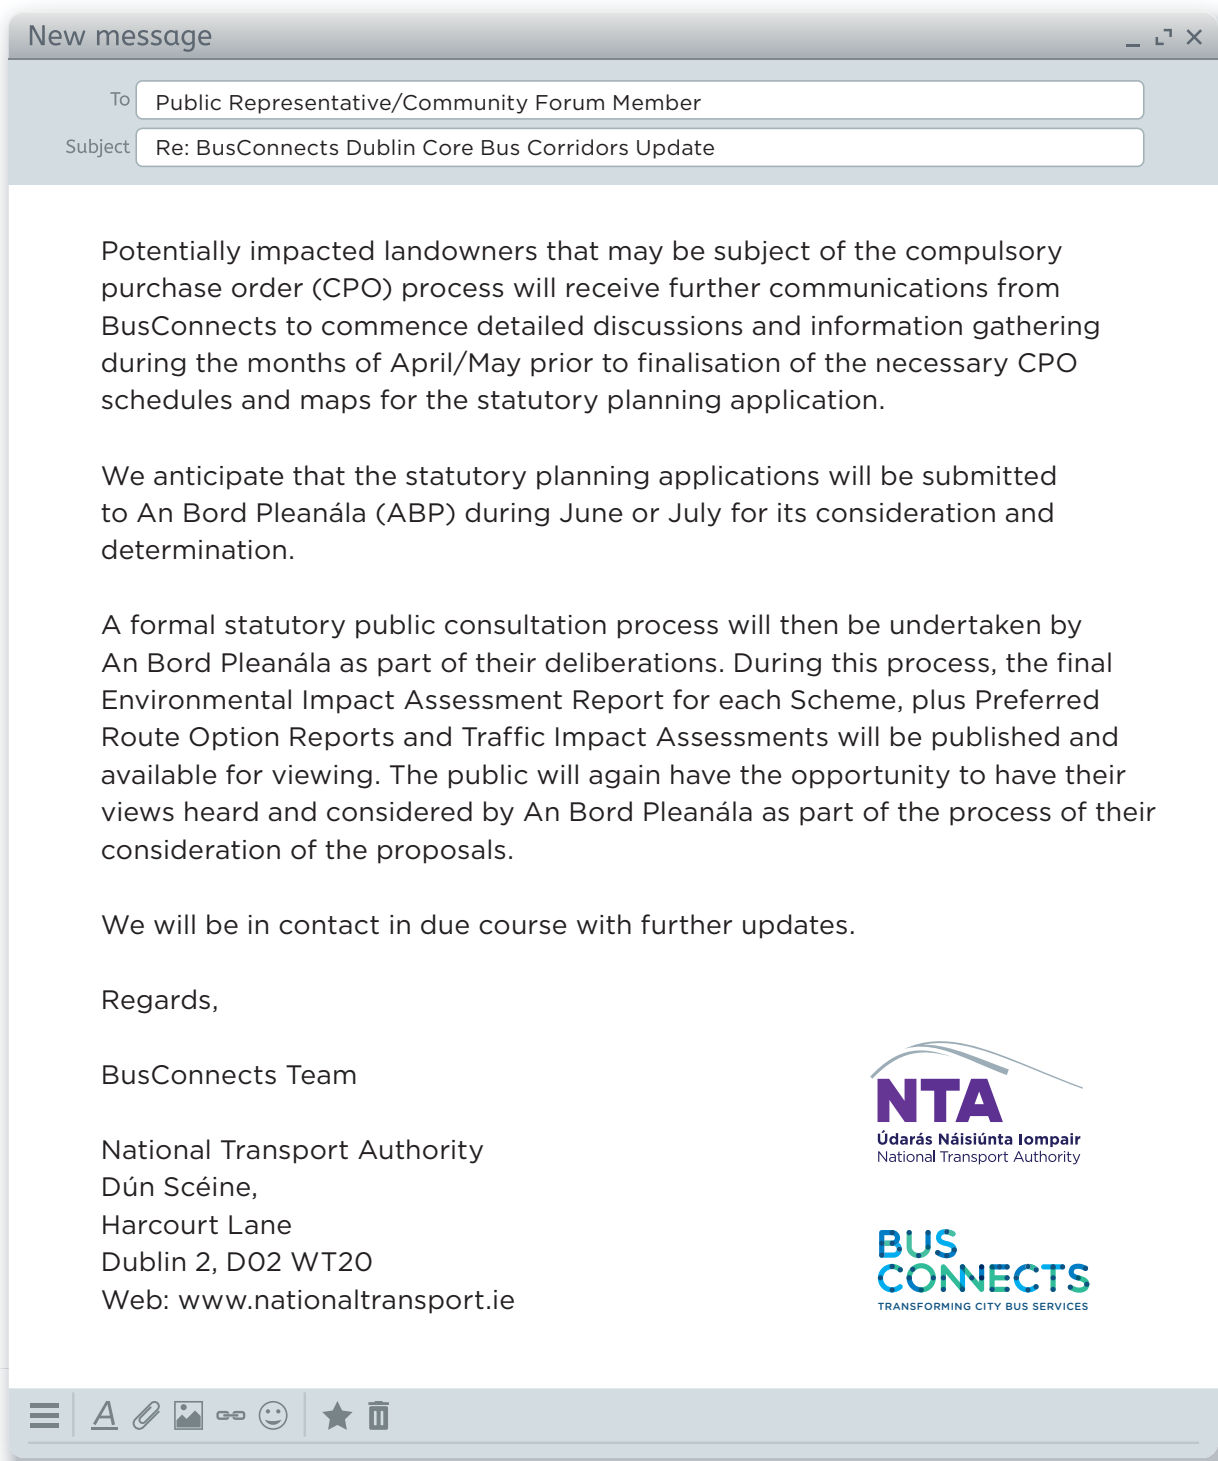 New message
To
Public Representative/Community Forum Member
Subject
Re: BusConnects Dublin Core Bus Corridors Update
Potentially impacted landowners that may be subject of the compulsory
purchase order (CPO) process will receive further communications from
BusConnects to commence detailed discussions and information gathering
during the months of April/May prior to finalisation of the necessary CPO
schedules and maps for the statutory planning application.
We anticipate that the statutory planning applications will be submitted
to An Bord Pleanála (ABP) during June or July for its consideration and
determination.
A formal statutory public consultation process will then be undertaken by
An Bord Pleanála as part of their deliberations. During this process, the final
Environmental Impact Assessment Report for each Scheme, plus Preferred
Route Option Reports and Traffic Impact Assessments will be published and
available for viewing. The public will again have the opportunity to have their
views heard and considered by An Bord Pleanála as part of the process of their
consideration of the proposals.
We will be in contact in due course with further updates.
Regards,
BusConnects Team
National Transport Authority
Dún Scéine,
Harcourt Lane
Dublin 2, D02 WT20
Web: www.nationaltransport.ie
NTA
Údarás Náisiúnta Iompair
National Transport Authority
BUS
CONNECTS
TRANSFORMING CITY BUS SERVICES
A